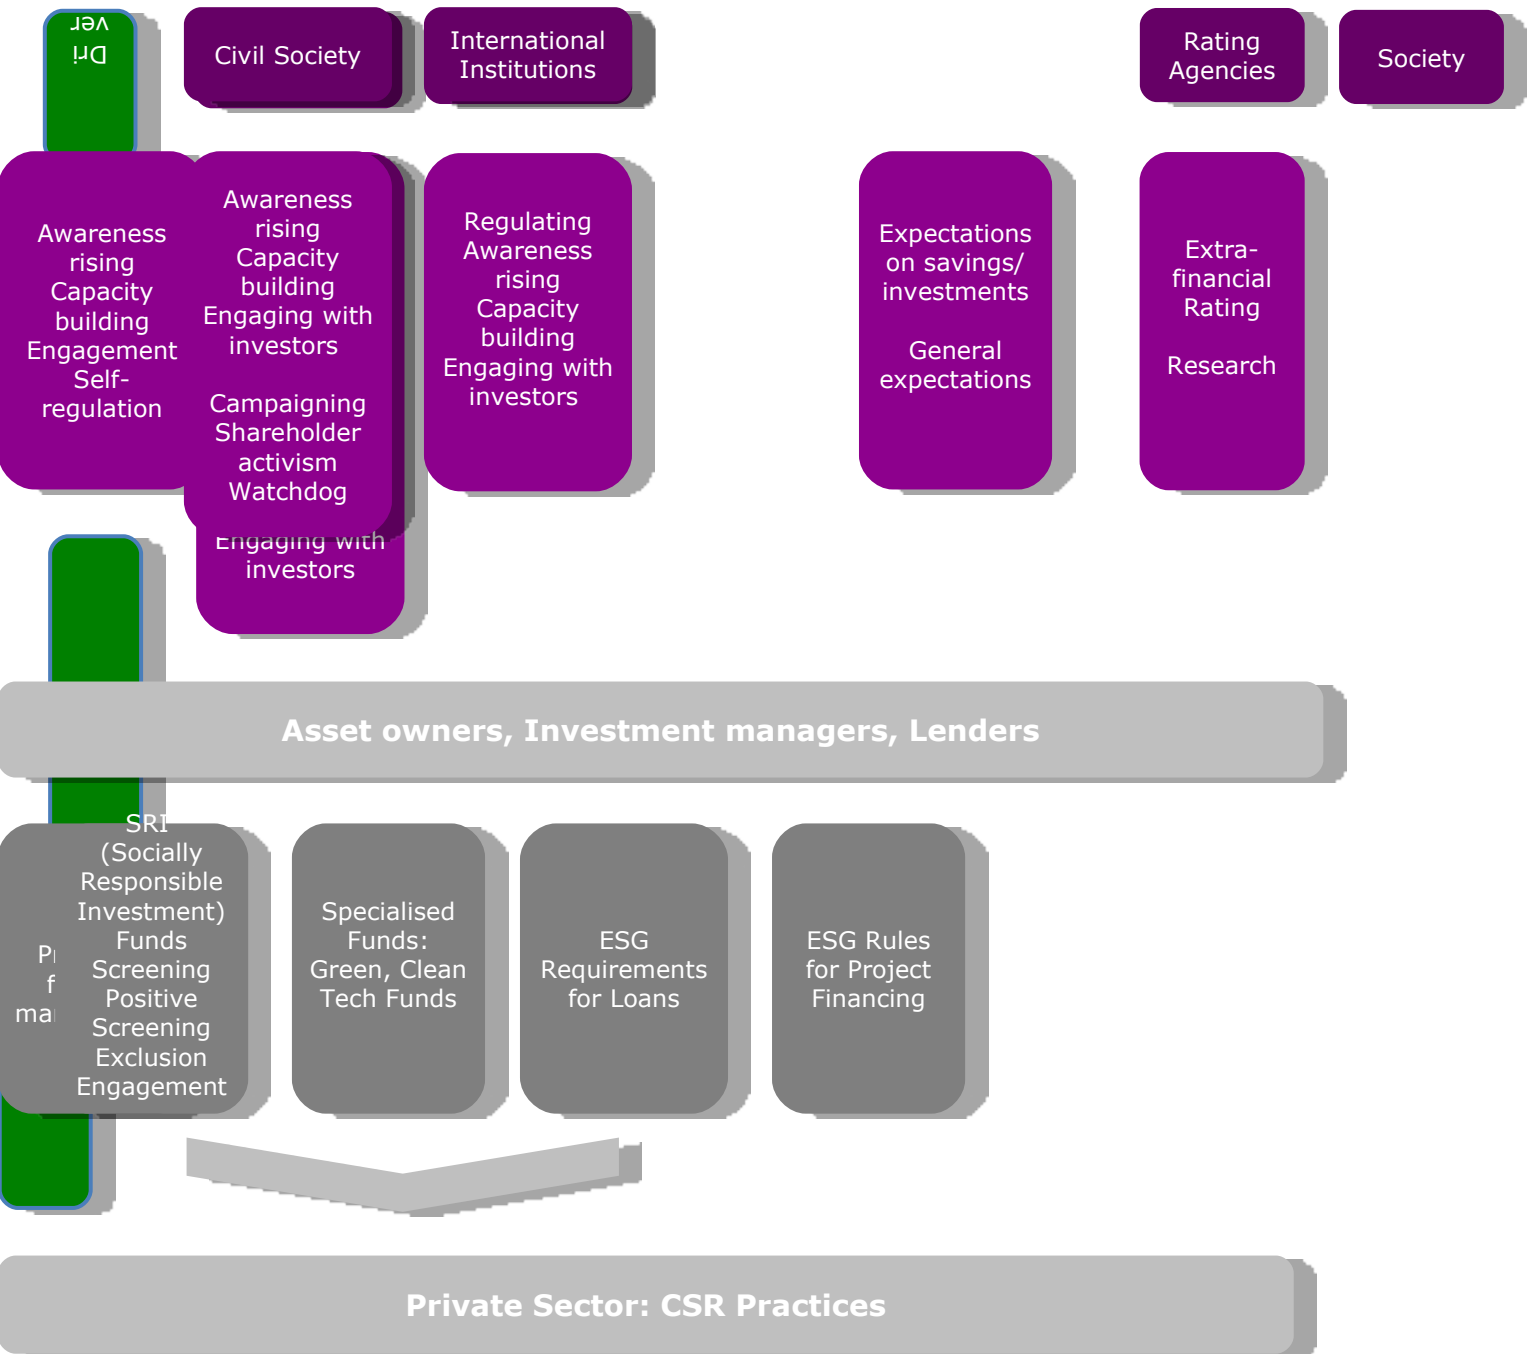 Dri
ver
Civil Society
International
Institutions
Rating
Agencies
Society
Awareness
rising
Capacity
building
Engagement
Self-
regulation
Awareness
rising
Capacity
building
Engaging with
investors
Campaigning
Shareholder
activism
Watchdog
Engaging with
investors
Regulating
Awareness
rising
Capacity
building
Engaging with
investors
Expectations
on savings/
investments
General
expectations
Extra-
financial
Rating
Research
Asset owners, Investment managers, Lenders
SRI
(Socially
Responsible
Investment)
Funds
Screening
Positive
Screening
Exclusion
Engagement
Specialised
Funds:
Green, Clean
Tech Funds
ESG
Requirements
for Loans
ESG Rules
for Project
Financing
Private Sector: CSR Practices